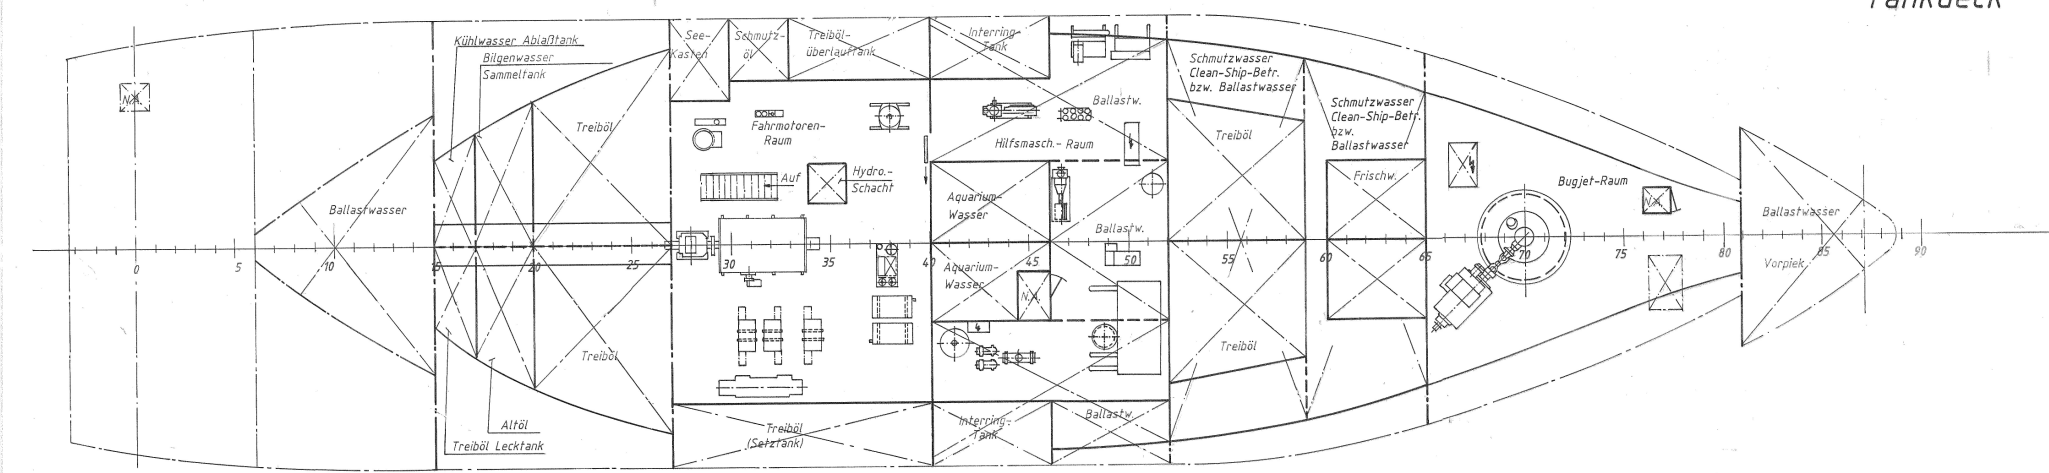 Tankdeck
Kühlwasser Ablaßtank
Bilgenwasser
Sammeltank
See-
Kasten
Schmutz-
öl
Treiböl-
überlauftank
Interring-
Tank
Schmutzwasser
Clean-Ship-Betr.
bzw. Ballastwasser
Schmutzwasser
Clean-Ship-Betr.
bzw.
Ballastwasser
N.A.
Treiböl
Fahrmotoren-
Raum
Ballastw.
Hilfsmasch.- Raum
Treiböl
Auf
Hydro.-
Schacht
Frischw.
Bugjet-Raum
N.A.
Ballastwasser
Aquarium-
Wasser
Ballastw.
Ballastwasser
Vorpiek
0 5 10 15 20 25 30 35 40 45 50 55 60 65 70 75 80 85 90
Aquarium-
Wasser
N.A.
4
Treiböl
Treiböl
Altöl
Treiböl Lecktank
Treiböl
(Setztank)
Interring-
Tank
Ballastw.